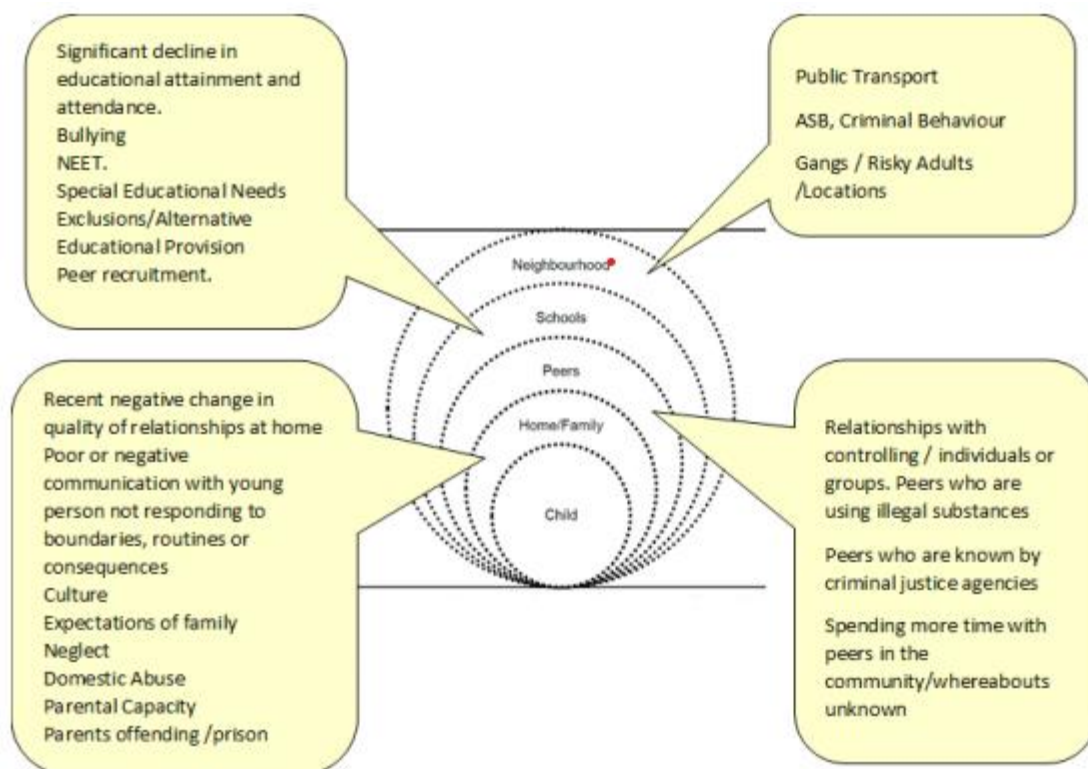 Significant decline in
educational attainment and
attendance.
Bullying
NEET.
Special Educational Needs
Exclusions/Alternative
Educational Provision
Peer recruitment.
Public Transport
ASB, Criminal Behaviour
Gangs / Risky Adults
/Locations
Neighbourhood
Schools
Peers
Home/Family
Child
Recent negative change in
quality of relationships at home
Poor or negative
communication with young
person not responding to
boundaries, routines or
consequences
Culture
Expectations of family
Neglect
Domestic Abuse
Parental Capacity
Parents offending /prison
Relationships with
controlling / individuals or
groups. Peers who are
using illegal substances
Peers who are known by
criminal justice agencies
Spending more time with
peers in the
community/whereabouts
unknown